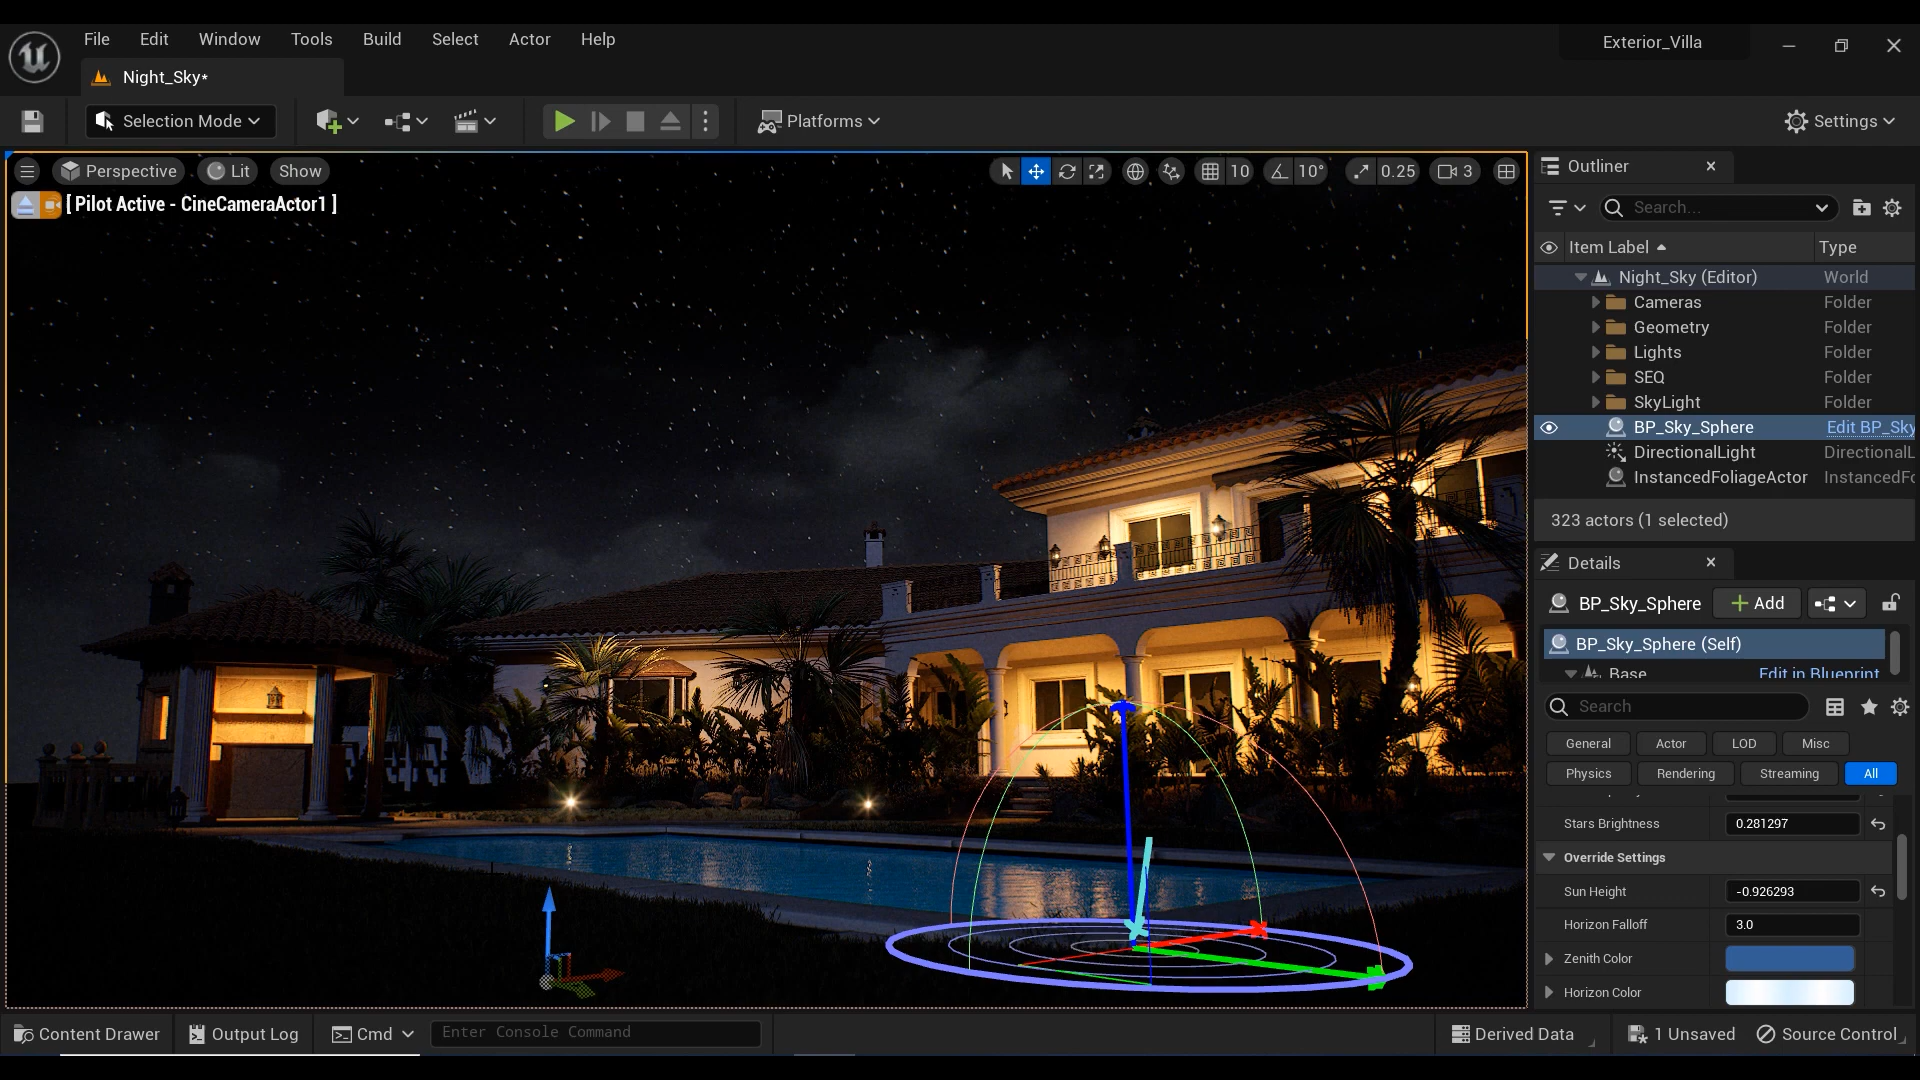 File Edit Window Tools Build Select Actor Help
Exterior_Villa
Night_Sky*
Selection Mode
Platforms
Settings
Perspective Lit Show
10 10° 0.25 3
[ Pilot Active - CineCameraActor1 ]
Outliner
Search...
Item Label Type
Night_Sky (Editor) World
Cameras Folder
Geometry Folder
Lights Folder
SEQ Folder
SkyLight Folder
BP_Sky_Sphere Edit BP_Sky
DirectionalLight DirectionalL
InstancedFoliageActor InstancedFo
323 actors (1 selected)
Details
BP_Sky_Sphere Add
BP_Sky_Sphere (Self)
Base Edit in Blueprint
Search
General Actor LOD Misc
Physics Rendering Streaming All
Stars Brightness 0.281297
Override Settings
Sun Height -0.926293
Horizon Falloff 3.0
Zenith Color
Horizon Color
Content Drawer Output Log Cmd Enter Console Command Derived Data 1 Unsaved Source Control